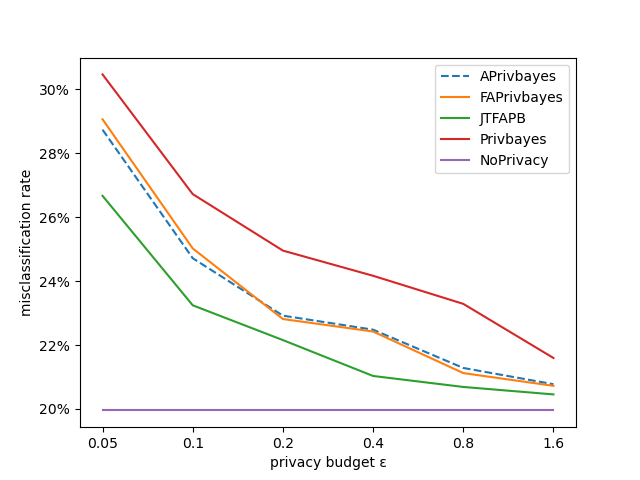 APrivbayes
FAPrivbayes
JTFAPB
Privbayes
NoPrivacy
30%
28%
26%
24%
22%
20%
misclassification rate
0.05 0.1 0.2 0.4 0.8 1.6
privacy budget ε